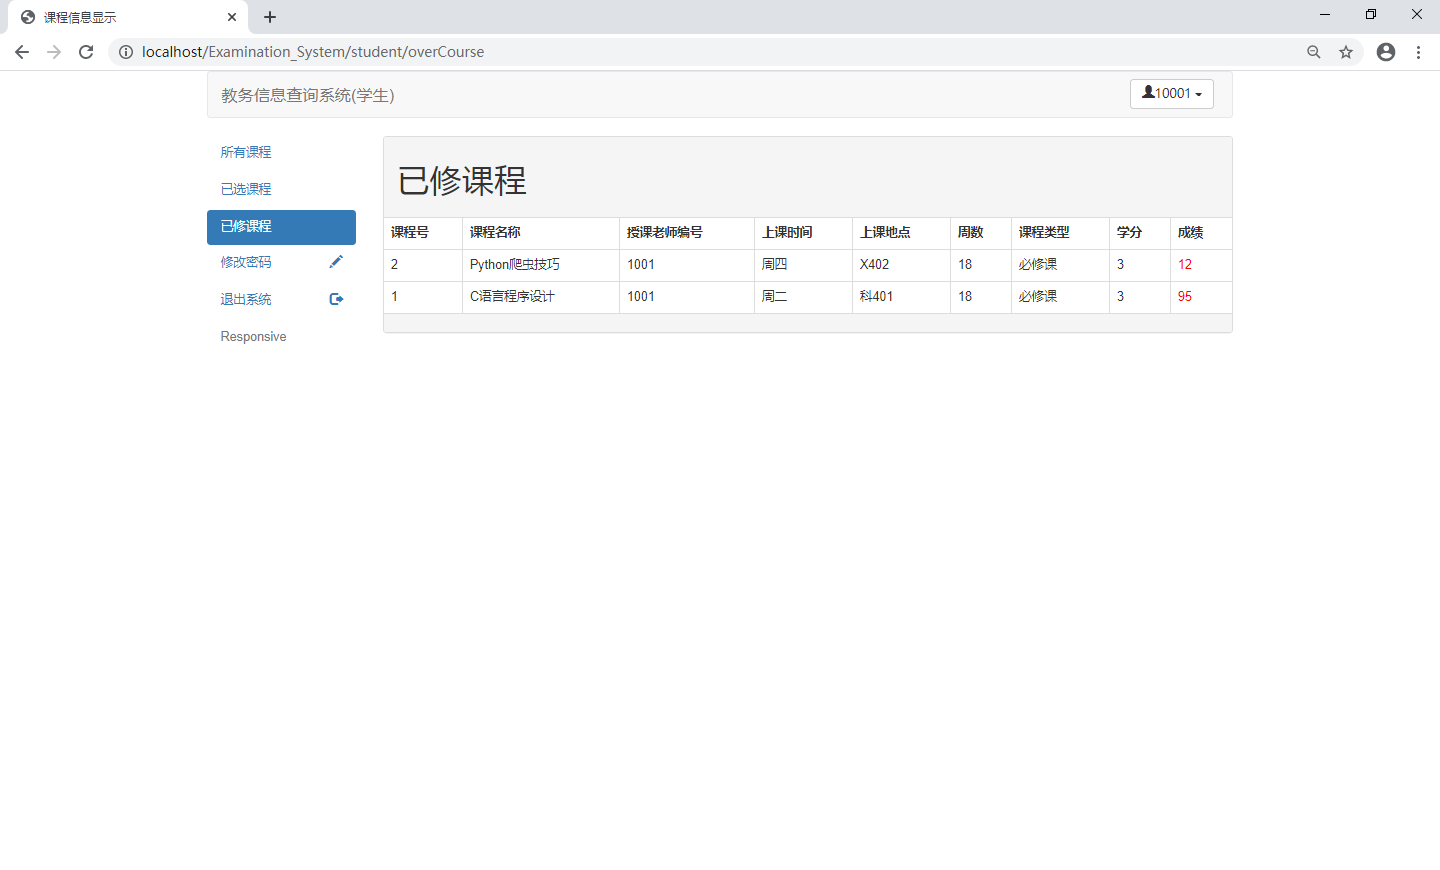 课程信息显示
localhost/Examination_System/student/overCourse
教务信息查询系统(学生)
10001
所有课程
已选课程
已修课程
修改密码
退出系统
Responsive
已修课程
课程号 课程名称 授课老师编号 上课时间 上课地点 周数 课程类型 学分 成绩
2 Python爬虫技巧 1001 周四 X402 18 必修课 3 12
1 C语言程序设计 1001 周二 科401 18 必修课 3 95